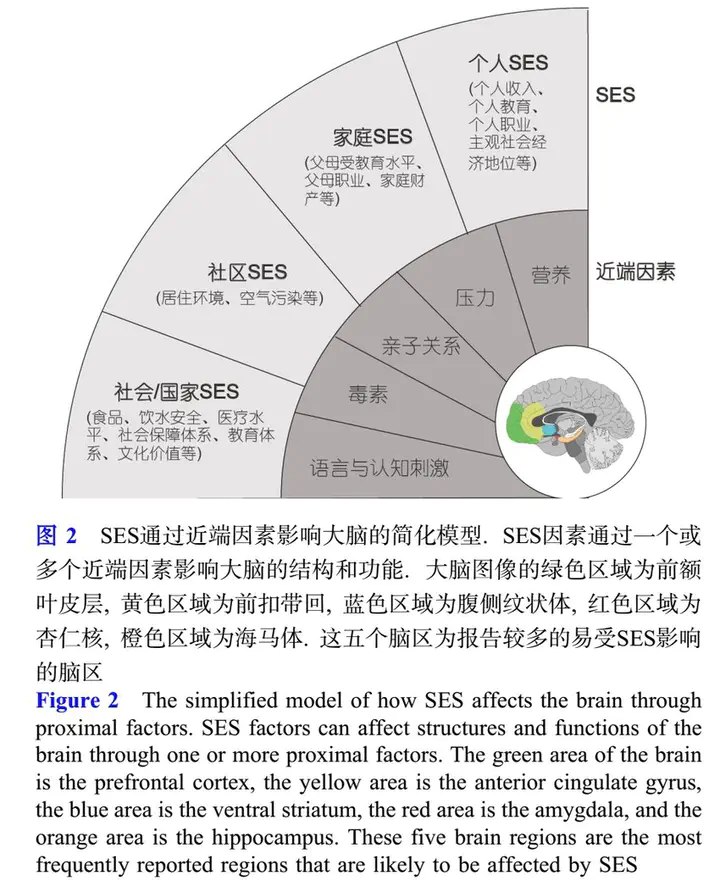 个人SES
(个人收入、
个人教育、
个人职业、
主观社会经
济地位等)
SES
家庭SES
(父母受教育水平、
父母职业、家庭财
产等)
社区SES
(居住环境、空气污染等)
社会/国家SES
(食品、饮水安全、医疗水
平、社会保障体系、教育体
系、文化价值等)
营养
近端因素
压力
亲子关系
毒素
语言与认知刺激
图 2 SES通过近端因素影响大脑的简化模型. SES因素通过一个或
多个近端因素影响大脑的结构和功能. 大脑图像的绿色区域为前额
叶皮层, 黄色区域为前扣带回, 蓝色区域为腹侧纹状体, 红色区域为
杏仁核, 橙色区域为海马体. 这五个脑区为报告较多的易受SES影响
的脑区
Figure 2 The simplified model of how SES affects the brain through
proximal factors. SES factors can affect structures and functions of the
brain through one or more proximal factors. The green area of the brain
is the prefrontal cortex, the yellow area is the anterior cingulate gyrus,
the blue area is the ventral striatum, the red area is the amygdala, and the
orange area is the hippocampus. These five brain regions are the most
frequently reported regions that are likely to be affected by SES